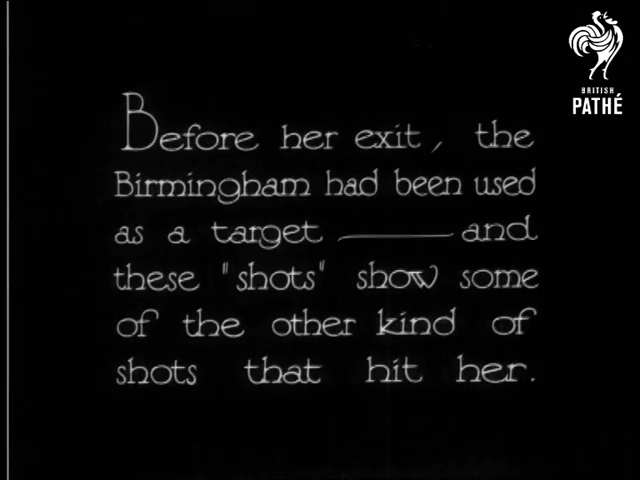 BRITISH
PATHÉ
Before her exit, the
Birmingham had been used
as a target — and
these "shots" show some
of the other kind of
shots that hit her.